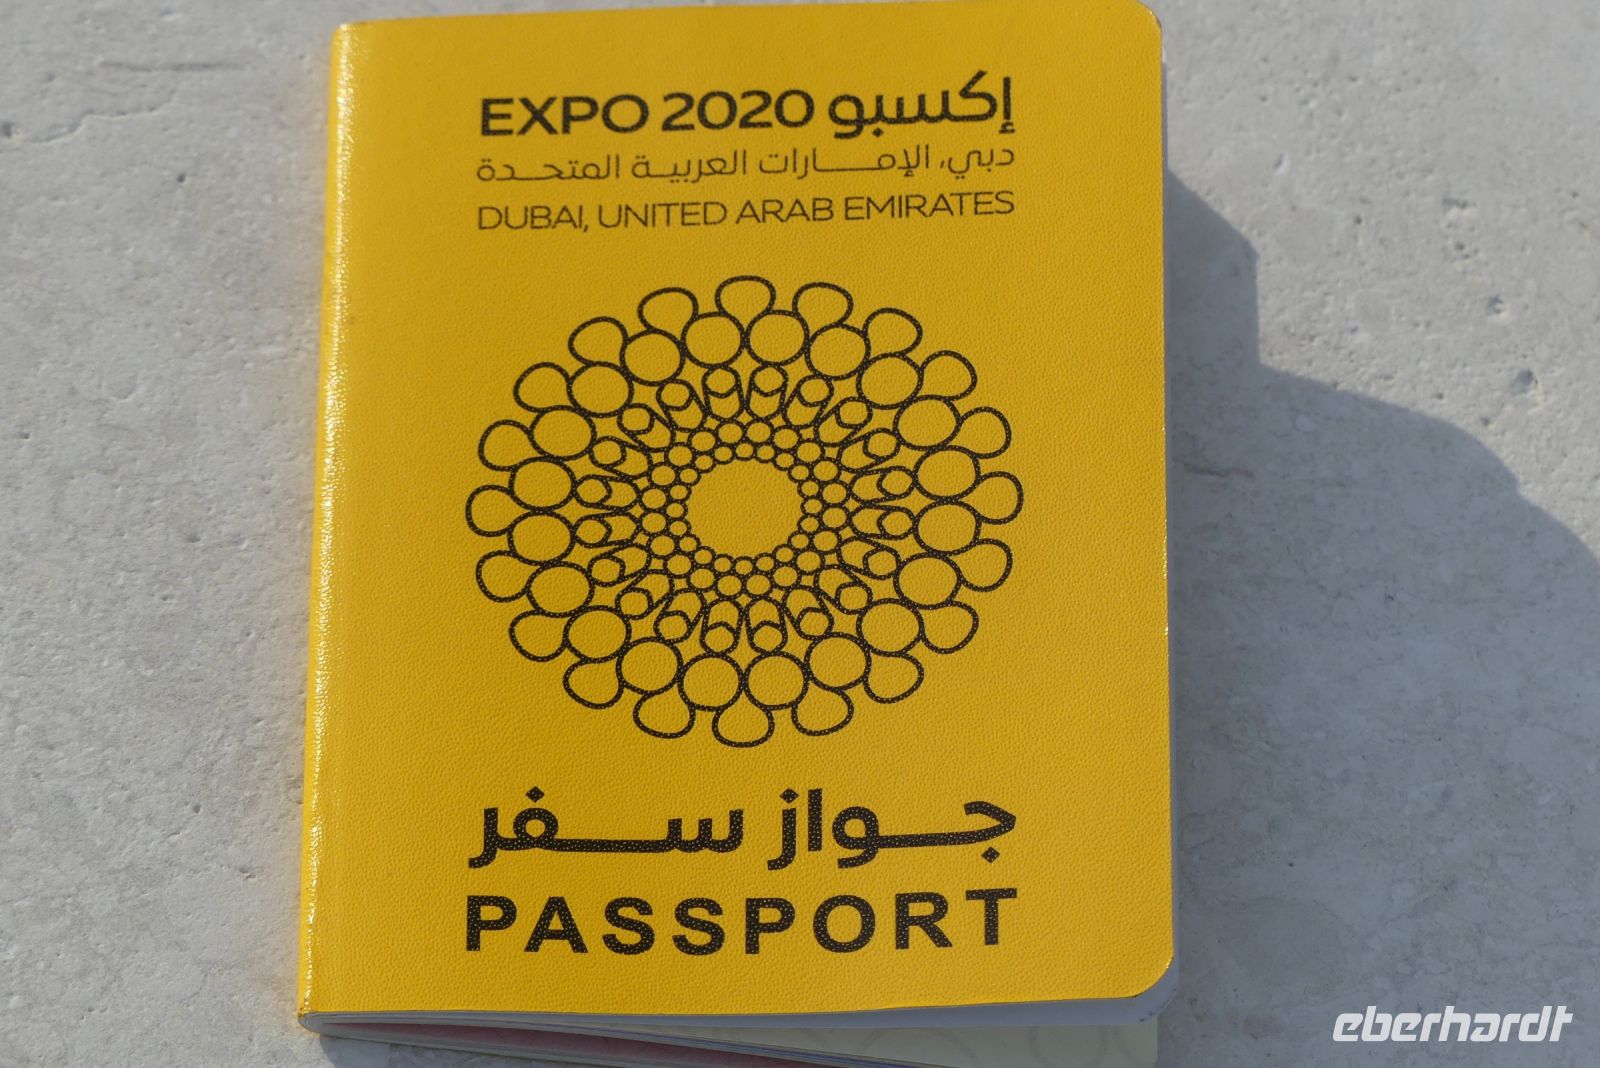 EXPO 2020 إكسبو
دبي، الإمارات العربية المتحدة
DUBAI, UNITED ARAB EMIRATES
جواز سفر
PASSPORT
eberhardt